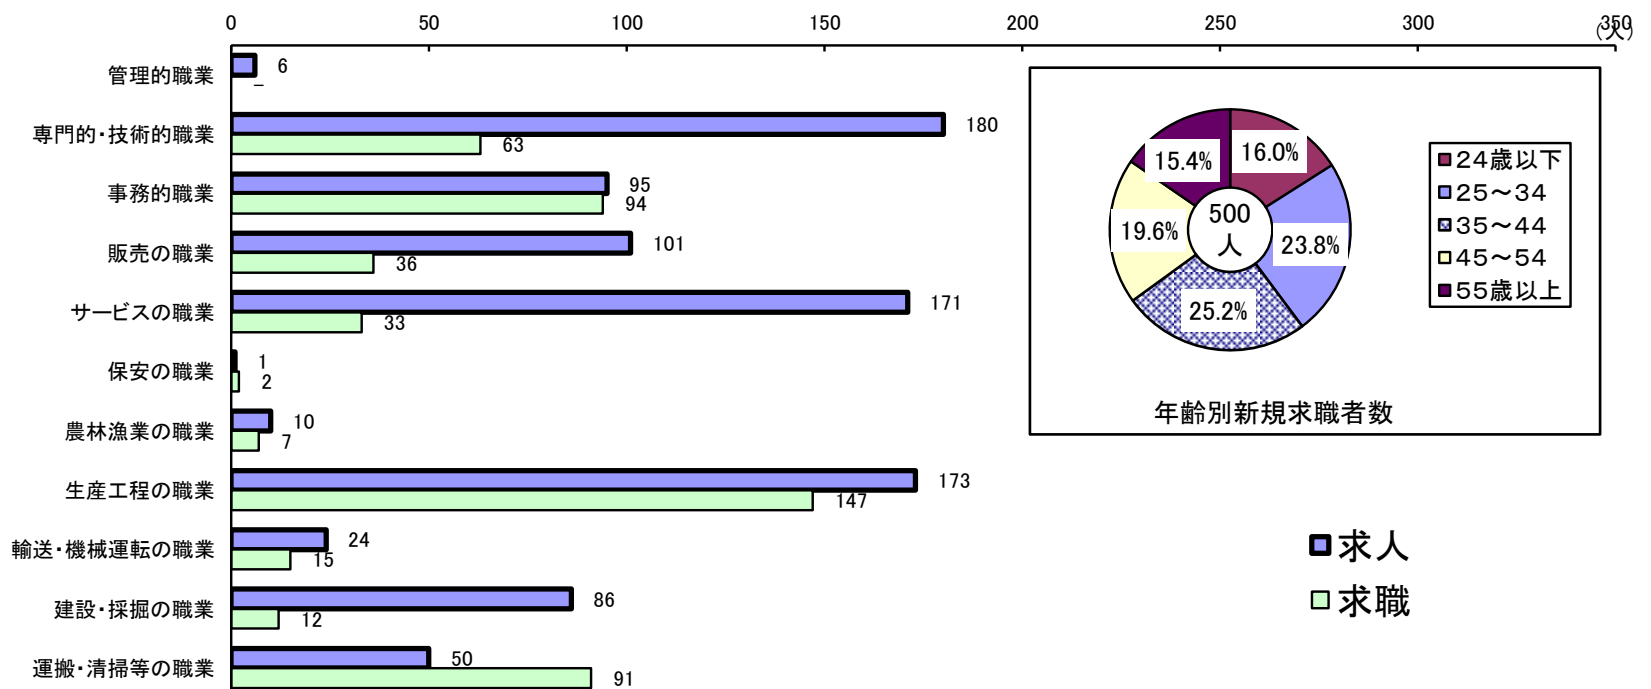 0 50 100 150 200 250 300 350
(人)
管理的職業 6
–
専門的・技術的職業 180
63
事務的職業 95
94
販売の職業 101
36
サービスの職業 171
33
保安の職業 1
2
農林漁業の職業 10
7
生産工程の職業 173
147
輸送・機械運転の職業 24
15
建設・採掘の職業 86
12
運搬・清掃等の職業 50
91
15.4% 16.0%
19.6% 500 23.8%
人
25.2%
24歳以下
25～34
35～44
45～54
55歳以上
年齢別新規求職者数
求人
求職